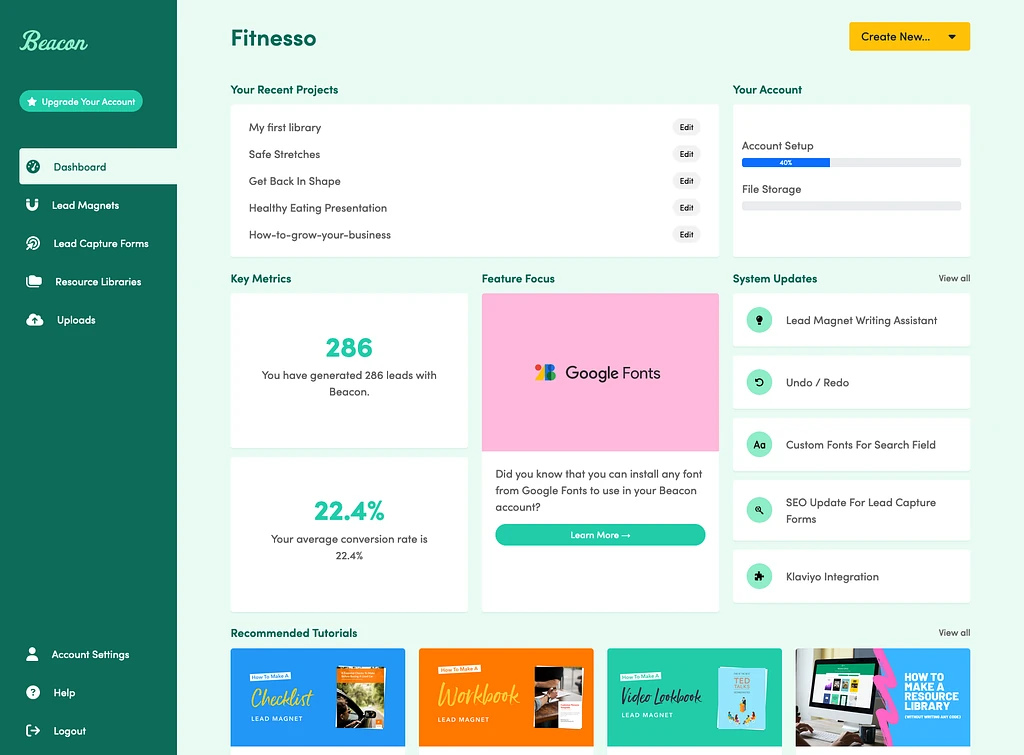 Beacon
Upgrade Your Account
Dashboard
Lead Magnets
Lead Capture Forms
Resource Libraries
Uploads
Account Settings
Help
Logout
Fitnesso
Create New...
Your Recent Projects
My first library
Edit
Safe Stretches
Edit
Get Back In Shape
Edit
Healthy Eating Presentation
Edit
How-to-grow-your-business
Edit
Your Account
Account Setup
40%
File Storage
Key Metrics
286
You have generated 286 leads with
Beacon.
22.4%
Your average conversion rate is
22.4%
Feature Focus
Google Fonts
Did you know that you can install any font
from Google Fonts to use in your Beacon
account?
Learn More →
System Updates
View all
Lead Magnet Writing Assistant
Undo / Redo
Aa
Custom Fonts For Search Field
SEO Update For Lead Capture
Forms
Klaviyo Integration
Recommended Tutorials
View all
How To Make A
Checklist
LEAD MAGNET
How To Make A
Workbook
LEAD MAGNET
How To Make A
Video Lookbook
LEAD MAGNET
TED
TALKS
HOW TO
MAKE A
RESOURCE
LIBRARY
(WITHOUT WRITING ANY CODE)